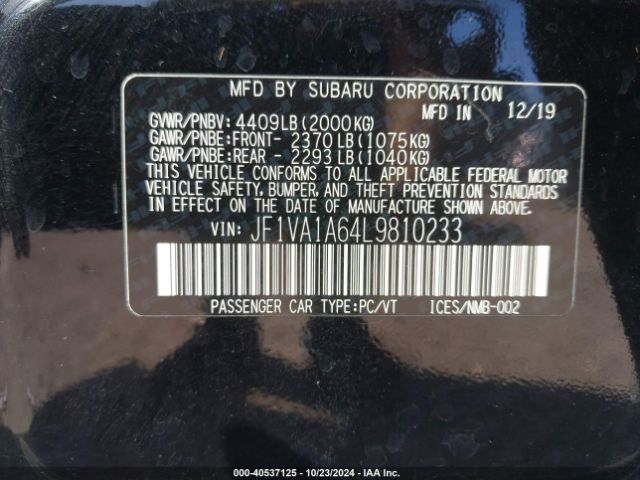 MFD BY SUBARU CORPORATION
MFD IN 12/19
GVWR/PNBV: 4409LB (2000KG)
GAWR/PNBE:FRONT- 2370 LB (1075KG)
GAWR/PNBE:REAR - 2293 LB (1040KG)
THIS VEHICLE CONFORMS TO ALL APPLICABLE FEDERAL MOTOR
VEHICLE SAFETY, BUMPER, AND THEFT PREVENTION STANDARDS
IN EFFECT ON THE DATE OF MANUFACTURE SHOWN ABOVE.
VIN: JF1VA1A64L9810233
PASSENGER CAR TYPE:PC/VT ICES/NMB-002
000-40537125 - 10/23/2024 - IAA Inc.